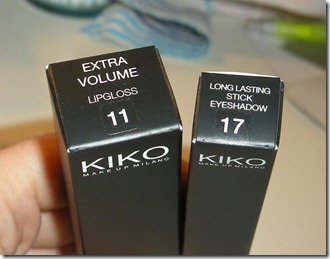 EXTRA
VOLUME
LIPGLOSS
11
KIKO
MAKE UP MILANO
LONG LASTING
STICK
EYESHADOW
17
KIKO
MAKE UP MILANO